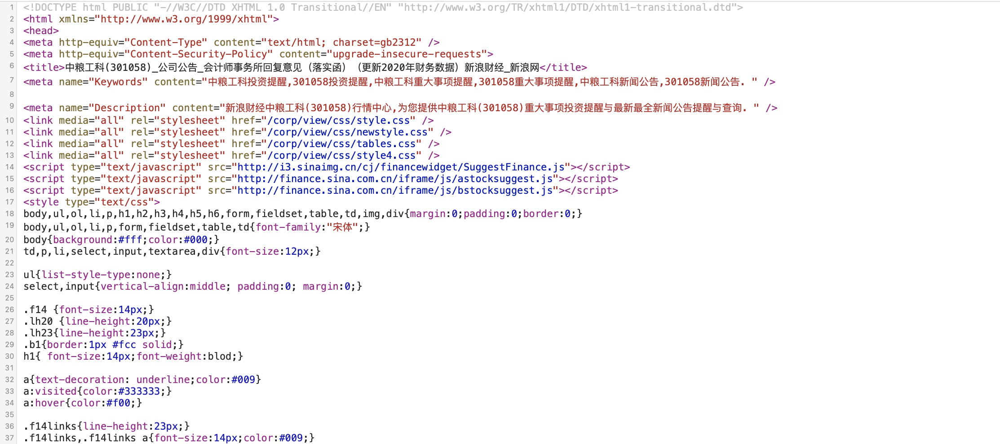 1 <!DOCTYPE html PUBLIC "-//W3C//DTD XHTML 1.0 Transitional//EN" "http://www.w3.org/TR/xhtml1/DTD/xhtml1-transitional.dtd">
2 <html xmlns="http://www.w3.org/1999/xhtml">
3 <head>
4 <meta http-equiv="Content-Type" content="text/html; charset=gb2312" />
5 <meta http-equiv="Content-Security-Policy" content="upgrade-insecure-requests">
6 <title>中粮工科(301058)_公司公告_会计师事务所回复意见（落实函）（更新2020年财务数据）新浪财经_新浪网</title>
7 <meta name="Keywords" content="中粮工科投资提醒,301058投资提醒,中粮工科重大事项提醒,301058重大事项提醒,中粮工科新闻公告,301058新闻公告. " />
8
9 <meta name="Description" content="新浪财经中粮工科(301058)行情中心,为您提供中粮工科(301058)重大事项投资提醒与最新最全新闻公告提醒与查询. " />
10 <link media="all" rel="stylesheet" href="/corp/view/css/style.css" />
11 <link media="all" rel="stylesheet" href="/corp/view/css/newstyle.css" />
12 <link media="all" rel="stylesheet" href="/corp/view/css/tables.css" />
13 <link media="all" rel="stylesheet" href="/corp/view/css/style4.css" />
14 <script type="text/javascript" src="http://i3.sinaimg.cn/cj/financewidget/SuggestFinance.js"></script>
15 <script type="text/javascript" src="http://finance.sina.com.cn/iframe/js/astocksuggest.js"></script>
16 <script type="text/javascript" src="http://finance.sina.com.cn/iframe/js/bstocksuggest.js"></script>
17 <style type="text/css">
18 body,ul,ol,li,p,h1,h2,h3,h4,h5,h6,form,fieldset,table,td,img,div{margin:0;padding:0;border:0;}
19 body,ul,ol,li,p,form,fieldset,table,td{font-family:"宋体";}
20 body{background:#fff;color:#000;}
21 td,p,li,select,input,textarea,div{font-size:12px;}
22
23 ul{list-style-type:none;}
24 select,input{vertical-align:middle; padding:0; margin:0;}
25
26 .f14 {font-size:14px;}
27 .lh20 {line-height:20px;}
28 .lh23{line-height:23px;}
29 .b1{border:1px #fcc solid;}
30 h1{ font-size:14px;font-weight:blod;}
31
32 a{text-decoration: underline;color:#009}
33 a:visited{color:#333333;}
34 a:hover{color:#f00;}
35
36 .f14links{line-height:23px;}
37 .f14links,.f14links a{font-size:14px;color:#009;}